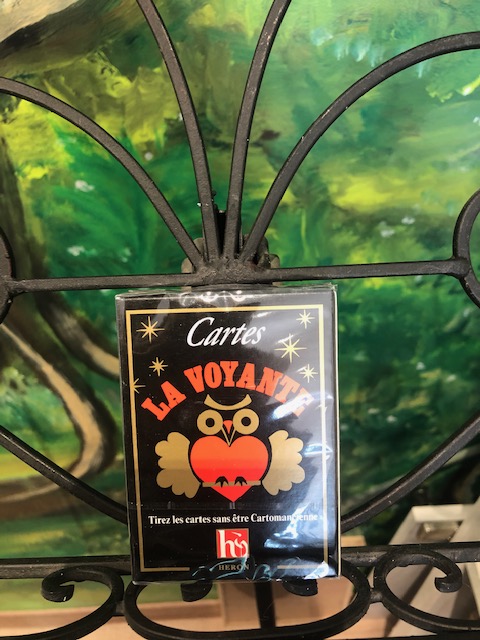 Cartes
LA VOYANTE
Tirez les cartes sans être Cartomancienne
h
HERON